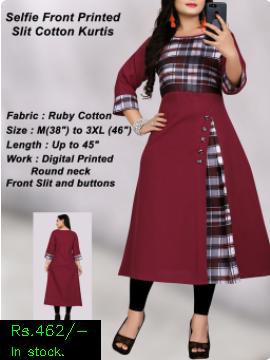 Selfie Front Printed
Slit Cotton Kurtis
Fabric : Ruby Cotton
Size : M(38") to 3XL (46")
Length : Up to 45"
Work : Digital Printed
Round neck
Front Slit and buttons
Rs.462/-
In stock.